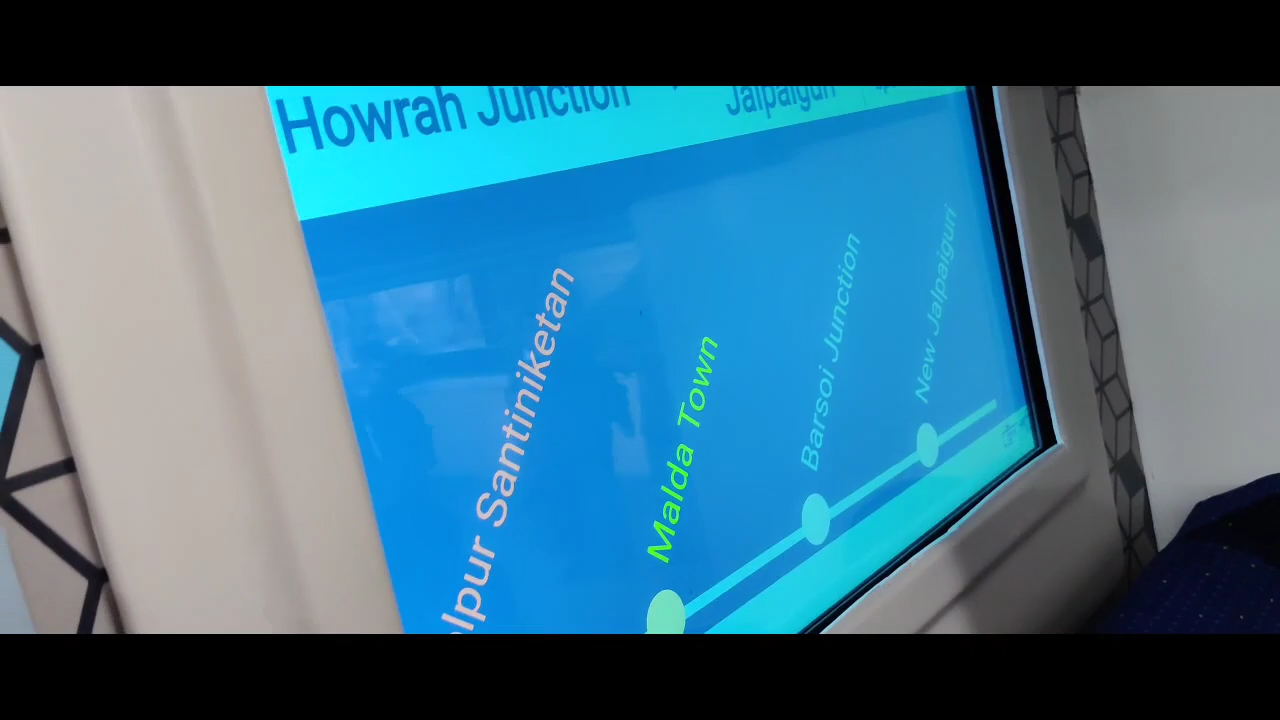 Howrah Junction
Jalpaiguri
lpur Santiniketan
Malda Town
Barsoi Junction
New Jalpaiguri